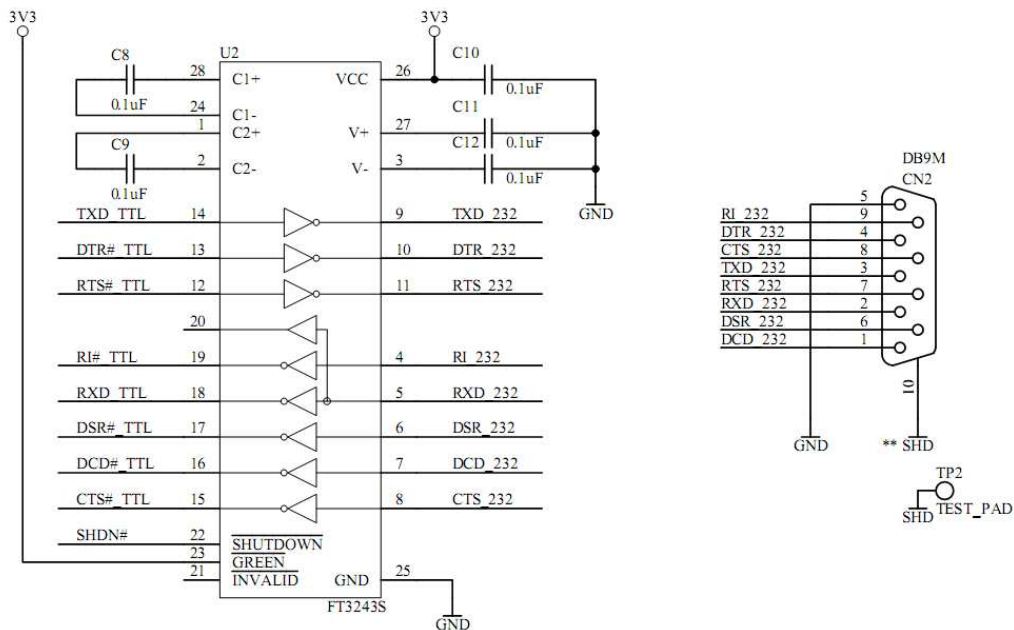 3V3
3V3
U2
C8
C10
28 C1+ VCC 26
0.1uF
0.1uF
24 C1-
C11
1 C2+ V+ 27
C9
C12
0.1uF
2 C2- V- 3
0.1uF
0.1uF
GND
TXD_TTL 14 9 TXD_232
DTR#_TTL 13 10 DTR_232
RTS#_TTL 12 11 RTS_232
20
RI#_TTL 19 4 RI_232
RXD_TTL 18 5 RXD_232
DSR#_TTL 17 6 DSR_232
DCD#_TTL 16 7 DCD_232
CTS#_TTL 15 8 CTS_232
SHDN# 22 SHUTDOWN
23 GREEN
21 INVALID GND 25
FT3243S
GND
DB9M
CN2
5
RI_232 9
DTR_232 4
CTS_232 8
TXD_232 3
RTS_232 7
RXD_232 2
DSR_232 6
DCD_232 1
10
GND
** SHD
TP2
SHD TEST_PAD